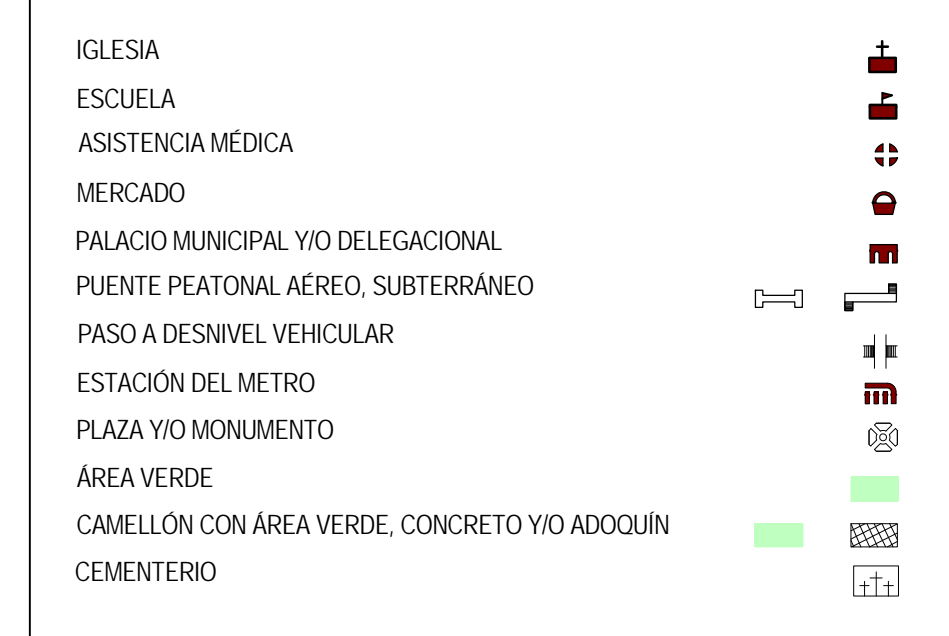 IGLESIA
ESCUELA
ASISTENCIA MÉDICA
MERCADO
PALACIO MUNICIPAL Y/O DELEGACIONAL
PUENTE PEATONAL AÉREO, SUBTERRÁNEO
PASO A DESNIVEL VEHICULAR
ESTACIÓN DEL METRO
PLAZA Y/O MONUMENTO
ÁREA VERDE
CAMELLÓN CON ÁREA VERDE, CONCRETO Y/O ADOQUÍN
CEMENTERIO